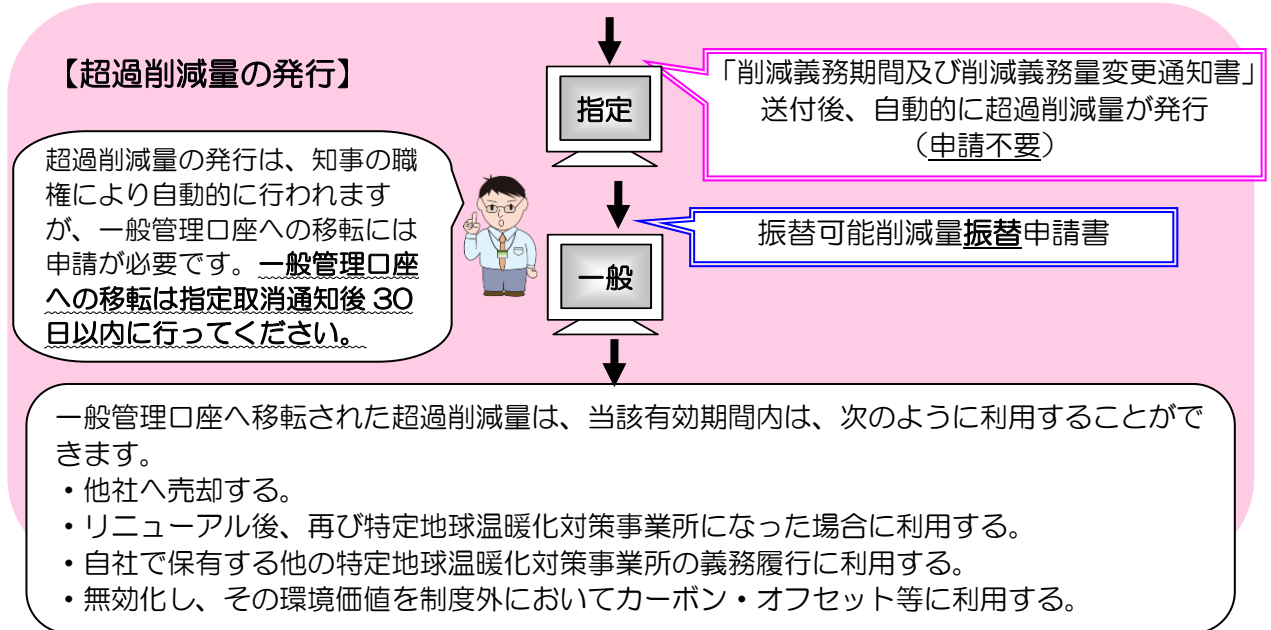 【超過削減量の発行】
指定
「削減義務期間及び削減義務量変更通知書」
送付後、自動的に超過削減量が発行
（申請不要）
超過削減量の発行は、知事の職
権により自動的に行われます
が、一般管理口座への移転には
申請が必要です。一般管理口座
への移転は指定取消通知後 30
日以内に行ってください。
振替可能削減量振替申請書
一般
一般管理口座へ移転された超過削減量は、当該有効期間内は、次のように利用することがで
きます。
・他社へ売却する。
・リニューアル後、再び特定地球温暖化対策事業所になった場合に利用する。
・自社で保有する他の特定地球温暖化対策事業所の義務履行に利用する。
・無効化し、その環境価値を制度外においてカーボン・オフセット等に利用する。